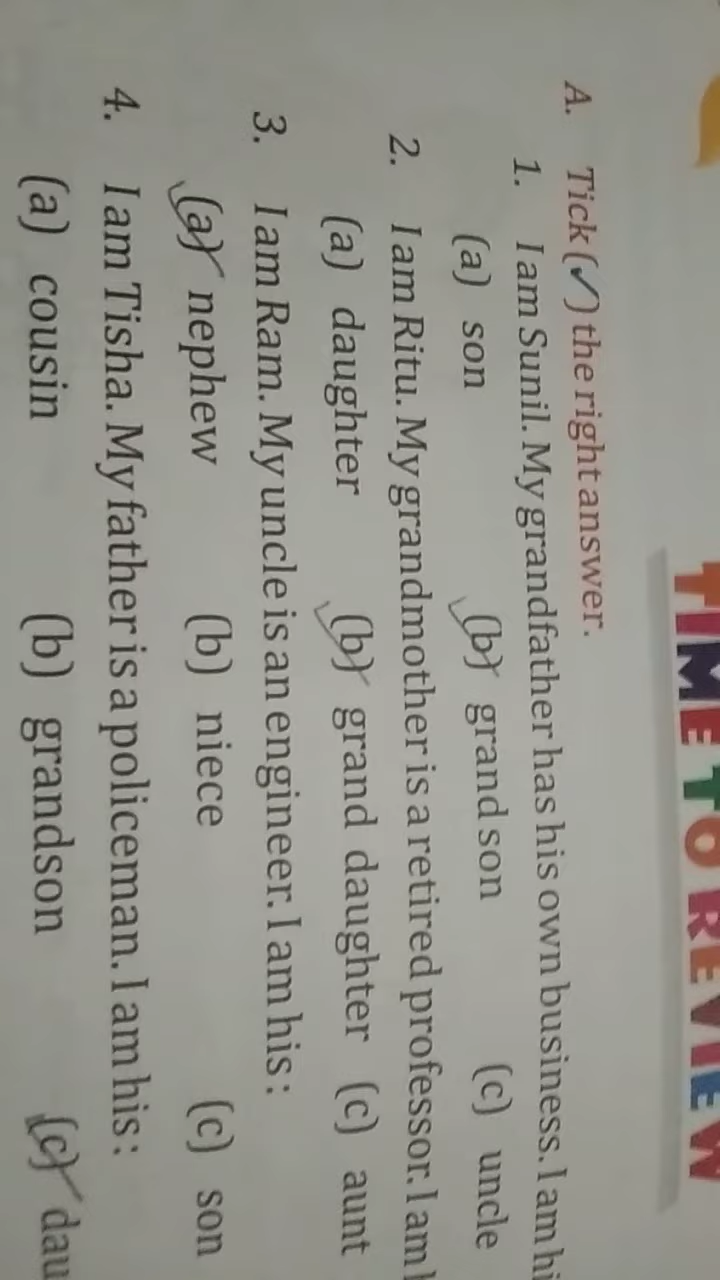 TIME TO REVIEW
A. Tick (✓) the right answer.
1. I am Sunil. My grandfather has his own business. I am hi
(a) son (b) grand son (c) uncle
2. I am Ritu. My grandmother is a retired professor. I am
(a) daughter (b) grand daughter (c) aunt
3. I am Ram. My uncle is an engineer. I am his :
(a) nephew (b) niece (c) son
4. I am Tisha. My father is a policeman. I am his :
(a) cousin (b) grandson (c) dau